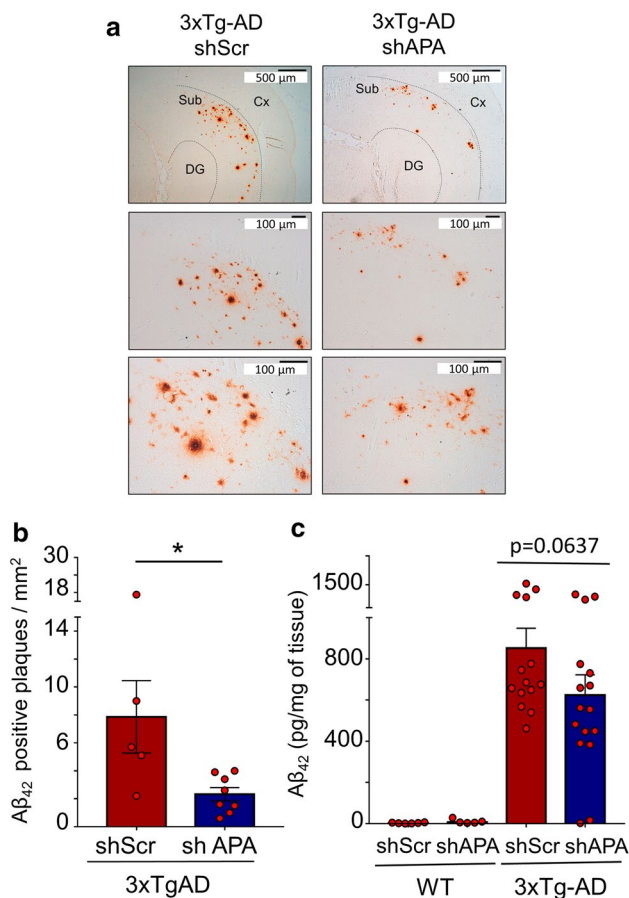 a
3xTg-AD
shScr
3xTg-AD
shAPA
500 µm
Sub
Cx
DG
500 µm
Sub
Cx
DG
100 µm
100 µm
100 µm
100 µm
b
Aβ42 positive plaques / mm²
30
18
14
10
6
2
0
*
shScr
sh APA
3xTgAD
c
Aβ42 (pg/mg of tissue)
1500
800
400
0
p=0.0637
shScr shAPA shScr shAPA
WT
3xTg-AD